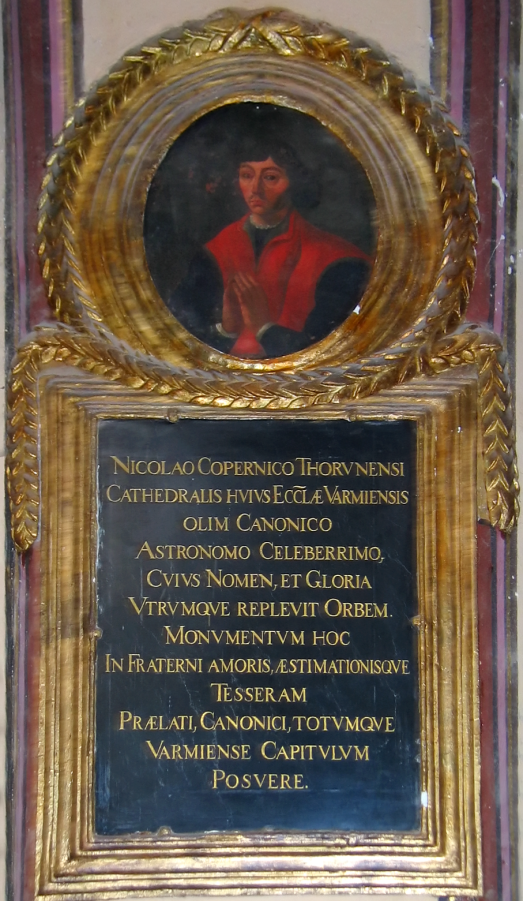 NICOLAO COPERNICO THORVNENSI
CATHEDRALIS HVIVS ECCL̃Æ VARMIENSIS
OLIM CANONICO
ASTRONOMO CELEBERRIMO,
CVIVS NOMEN, ET GLORIA
VTRVMQVE REPLEVIT ORBEM.
MONVMENTVM HOC
IN FRATERNI AMORIS, ÆSTIMATIONISQVE
TESSERAM
PRÆLATI, CANONICI, TOTVMQVE
VARMIENSE CAPITVLVM
POSVERE.